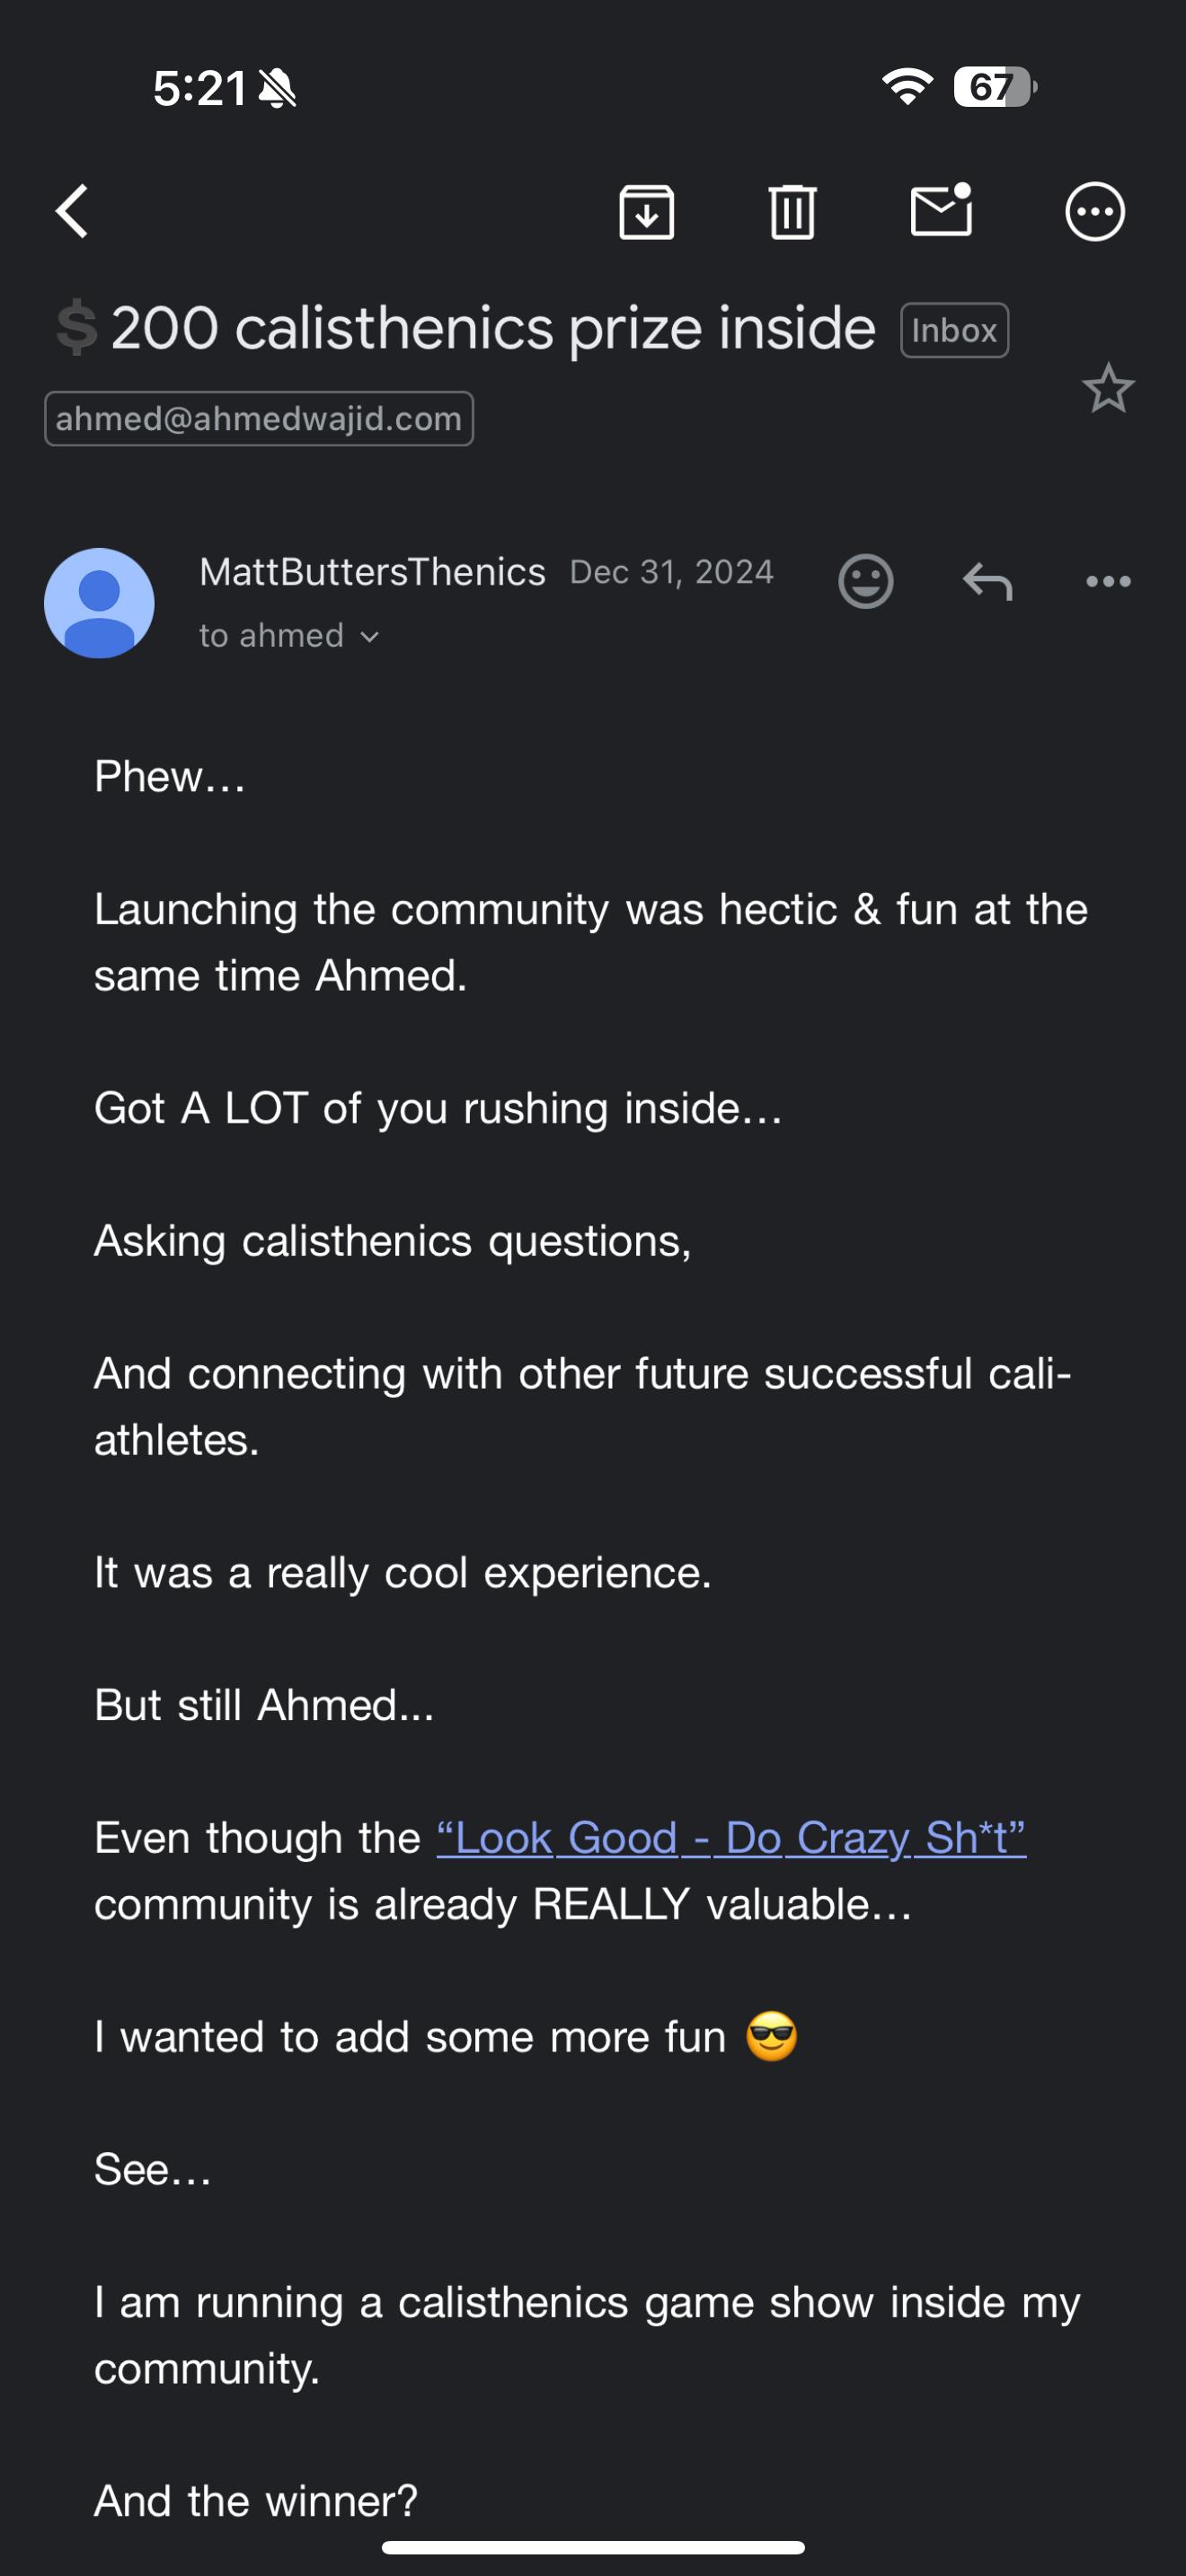 5:21
67
💲200 calisthenics prize inside Inbox
ahmed@ahmedwajid.com
MattButtersThenics Dec 31, 2024
to ahmed
Phew…
Launching the community was hectic & fun at the
same time Ahmed.
Got A LOT of you rushing inside…
Asking calisthenics questions,
And connecting with other future successful cali-
athletes.
It was a really cool experience.
But still Ahmed...
Even though the “Look Good - Do Crazy Sh*t”
community is already REALLY valuable…
I wanted to add some more fun 😎
See…
I am running a calisthenics game show inside my
community.
And the winner?